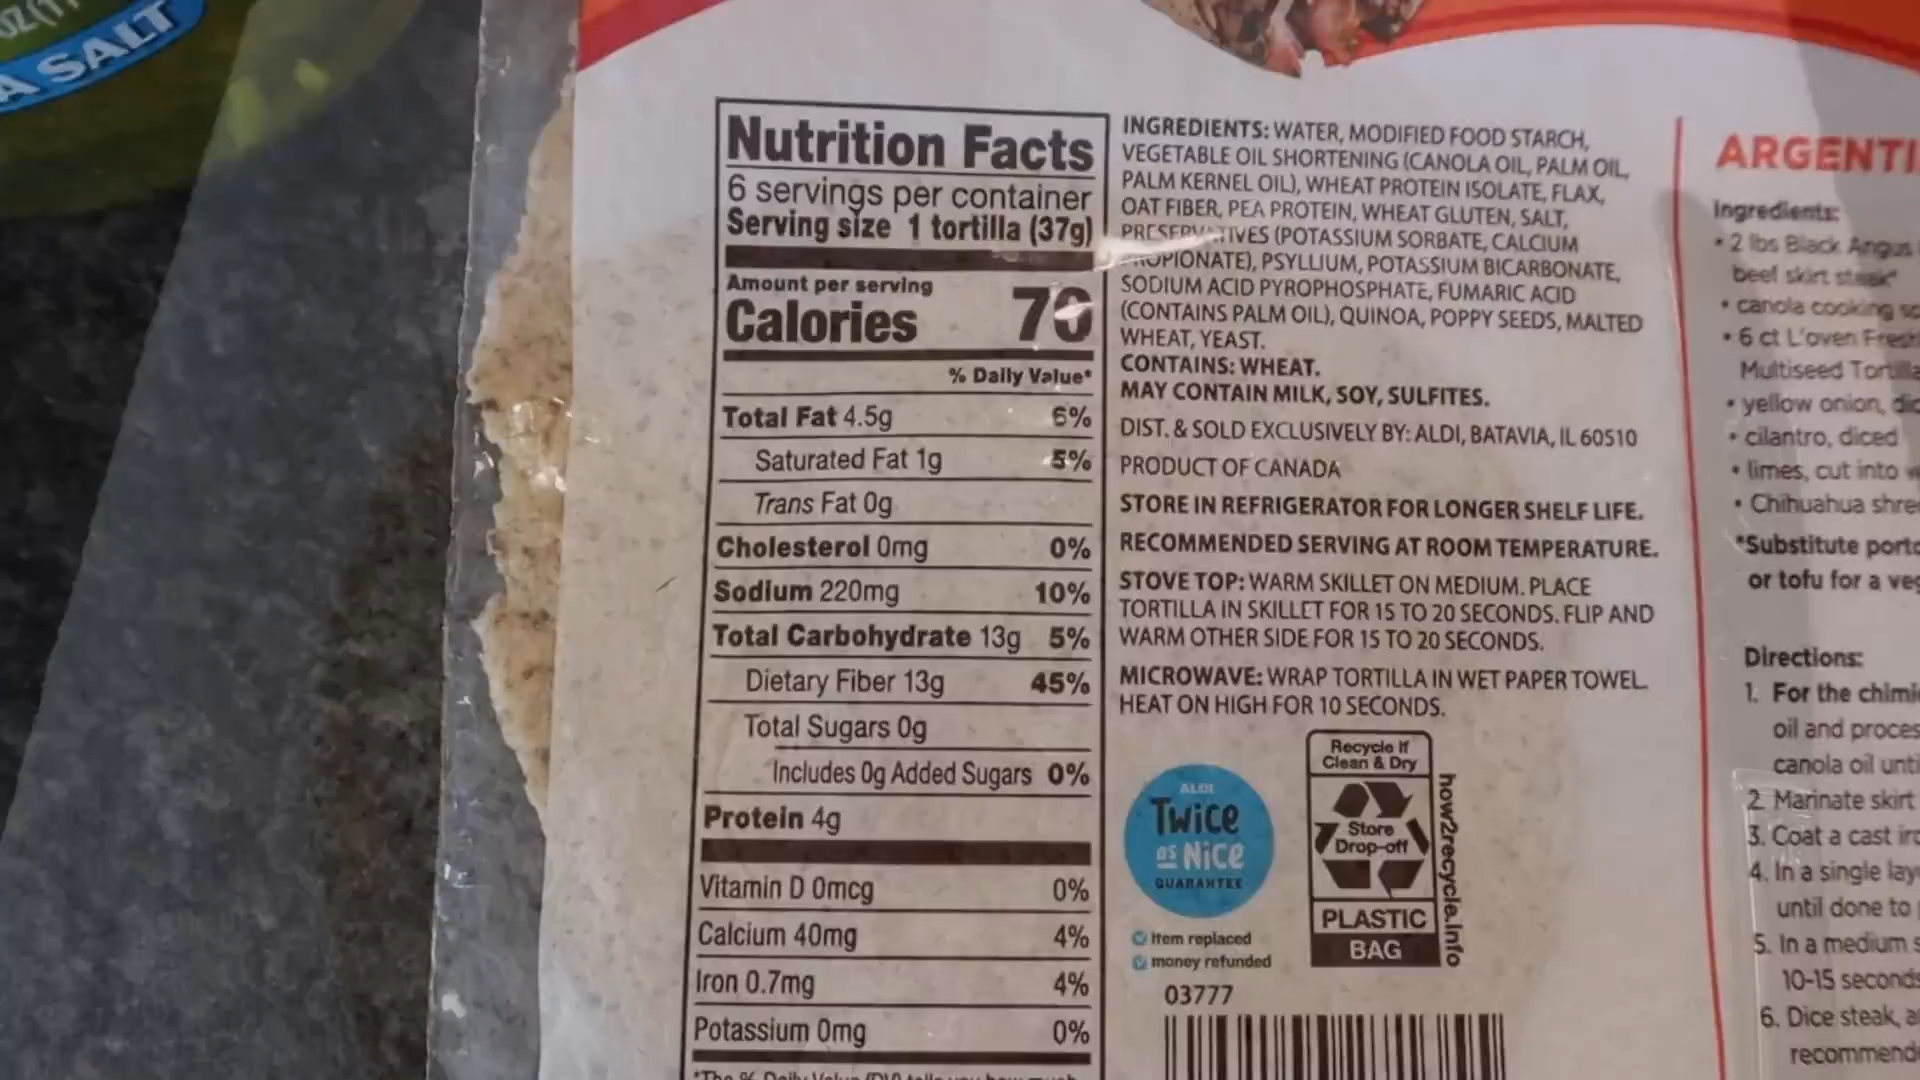 A SALT
Nutrition Facts
6 servings per container
Serving size 1 tortilla (37g)
Amount per serving
Calories 70
% Daily Value*
Total Fat 4.5g 6%
Saturated Fat 1g 5%
Trans Fat 0g
Cholesterol 0mg 0%
Sodium 220mg 10%
Total Carbohydrate 13g 5%
Dietary Fiber 13g 45%
Total Sugars 0g
Includes 0g Added Sugars 0%
Protein 4g
Vitamin D 0mcg 0%
Calcium 40mg 4%
Iron 0.7mg 4%
Potassium 0mg 0%
INGREDIENTS: WATER, MODIFIED FOOD STARCH,
VEGETABLE OIL SHORTENING (CANOLA OIL, PALM OIL,
PALM KERNEL OIL), WHEAT PROTEIN ISOLATE, FLAX,
OAT FIBER, PEA PROTEIN, WHEAT GLUTEN, SALT,
PRESERVATIVES (POTASSIUM SORBATE, CALCIUM
PROPIONATE), PSYLLIUM, POTASSIUM BICARBONATE,
SODIUM ACID PYROPHOSPHATE, FUMARIC ACID
(CONTAINS PALM OIL), QUINOA, POPPY SEEDS, MALTED
WHEAT, YEAST.
CONTAINS: WHEAT.
MAY CONTAIN MILK, SOY, SULFITES.
DIST. & SOLD EXCLUSIVELY BY: ALDI, BATAVIA, IL 60510
PRODUCT OF CANADA
STORE IN REFRIGERATOR FOR LONGER SHELF LIFE.
RECOMMENDED SERVING AT ROOM TEMPERATURE.
STOVE TOP: WARM SKILLET ON MEDIUM. PLACE
TORTILLA IN SKILLET FOR 15 TO 20 SECONDS. FLIP AND
WARM OTHER SIDE FOR 15 TO 20 SECONDS.
MICROWAVE: WRAP TORTILLA IN WET PAPER TOWEL.
HEAT ON HIGH FOR 10 SECONDS.
ALDI
Twice
as Nice
GUARANTEE
Item replaced
money refunded
Recycle If
Clean & Dry
Store
Drop-off
PLASTIC
BAG
how2recycle.info
03777
ARGENTI
Ingredients:
• 2 lbs Black Angus
beef skirt steak*
• canola cooking
• 6 ct L'oven Fresh
Multiseed Tortilla
• yellow onion,
• cilantro, diced
• limes, cut into
• Chihuahua
*Substitute
or tofu for a
Directions:
1. For the
oil and
canola oil
2. Marinate skirt
3. Coat a cast
4. In a single
until done to
5. In a medium
10-15 seconds
6. Dice steak,